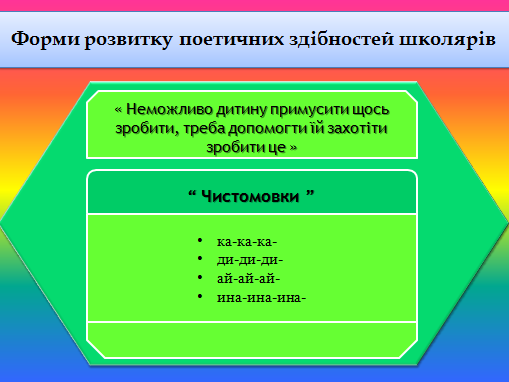 Форми розвитку поетичних здібностей школярів
« Неможливо дитину примусити щось
зробити, треба допомогти їй захотіти
зробити це »
“ Чистомовки ”
• ка-ка-ка-
• ди-ди-ди-
• ай-ай-ай-
• ина-ина-ина-